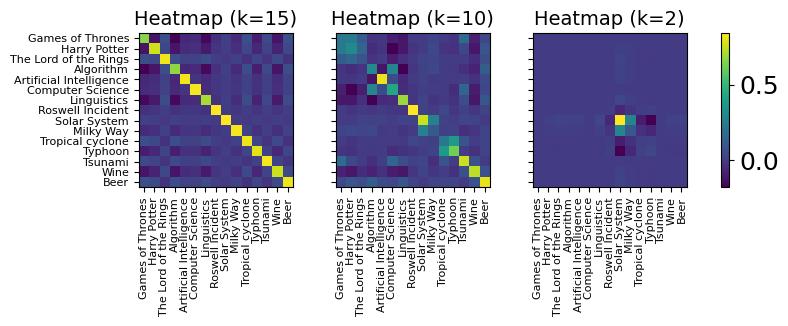 Heatmap (k=15)
Heatmap (k=10)
Heatmap (k=2)
Games of Thrones
Harry Potter
The Lord of the Rings
Algorithm
Artificial Intelligence
Computer Science
Linguistics
Roswell Incident
Solar System
Milky Way
Tropical cyclone
Typhoon
Tsunami
Wine
Beer
0.5
0.0
Games of Thrones
Harry Potter
The Lord of the Rings
Algorithm
Artificial Intelligence
Computer Science
Linguistics
Roswell Incident
Solar System
Milky Way
Tropical cyclone
Typhoon
Tsunami
Wine
Beer
Games of Thrones
Harry Potter
The Lord of the Rings
Algorithm
Artificial Intelligence
Computer Science
Linguistics
Roswell Incident
Solar System
Milky Way
Tropical cyclone
Typhoon
Tsunami
Wine
Beer
Games of Thrones
Harry Potter
The Lord of the Rings
Algorithm
Artificial Intelligence
Computer Science
Linguistics
Roswell Incident
Solar System
Milky Way
Tropical cyclone
Typhoon
Tsunami
Wine
Beer